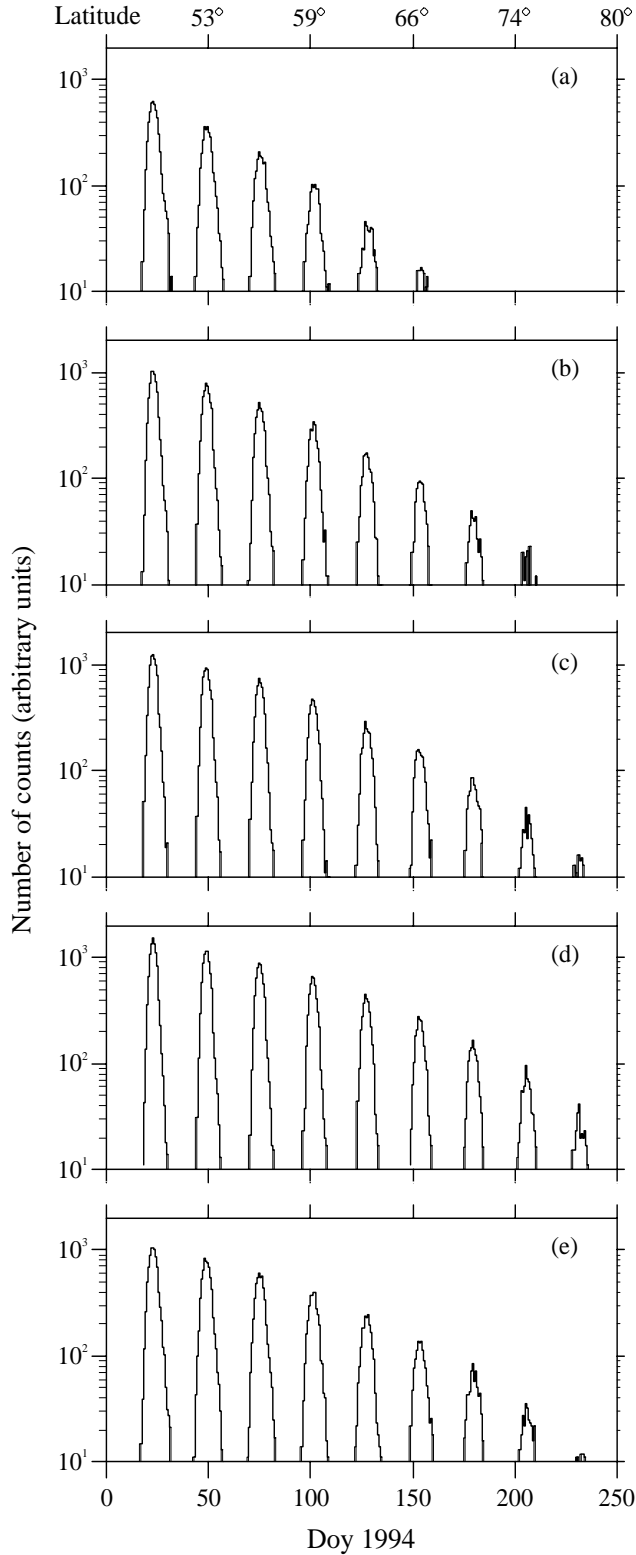 Latitude 53° 59° 66° 74° 80°
(a)
10³
10²
10¹
(b)
10³
10²
10¹
(c)
10³
10²
10¹
(d)
10³
10²
10¹
(e)
10³
10²
10¹
Number of counts (arbitrary units)
0 50 100 150 200 250
Doy 1994